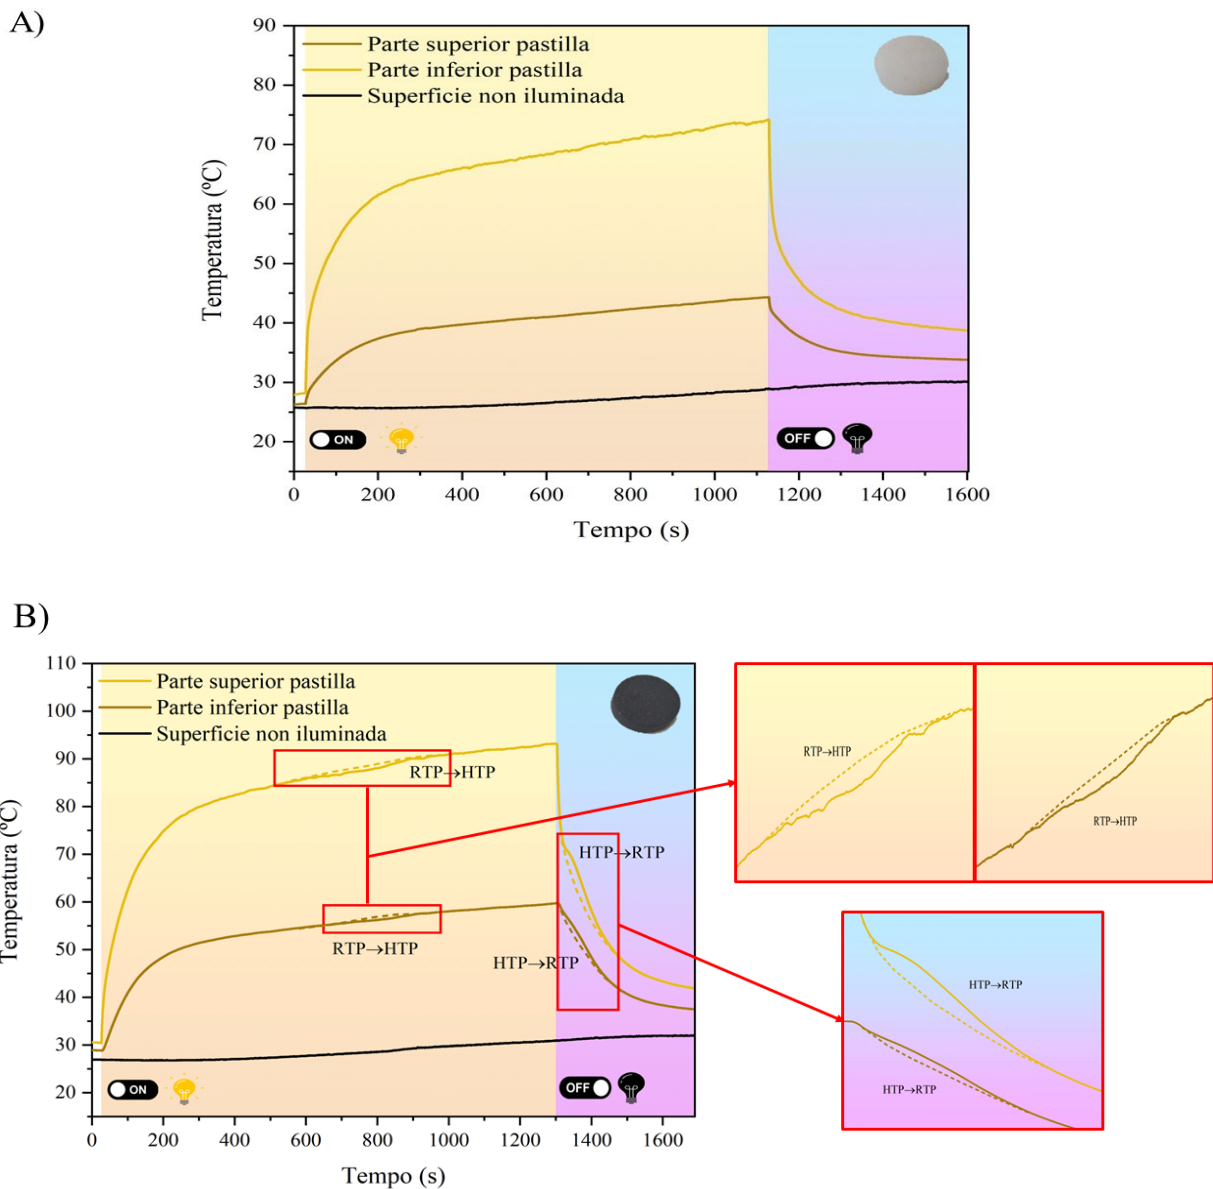 A)
90
80
70
60
50
40
30
20
Temperatura (ºC)
Parte superior pastilla
Parte inferior pastilla
Superficie non iluminada
ON
OFF
0 200 400 600 800 1000 1200 1400 1600
Tempo (s)
B)
110
100
90
80
70
60
50
40
30
20
Temperatura (ºC)
Parte superior pastilla
Parte inferior pastilla
Superficie non iluminada
RTP→HTP
RTP→HTP
HTP→RTP
HTP→RTP
ON
OFF
0 200 400 600 800 1000 1200 1400 1600
Tempo (s)
RTP→HTP
RTP→HTP
HTP→RTP
HTP→RTP